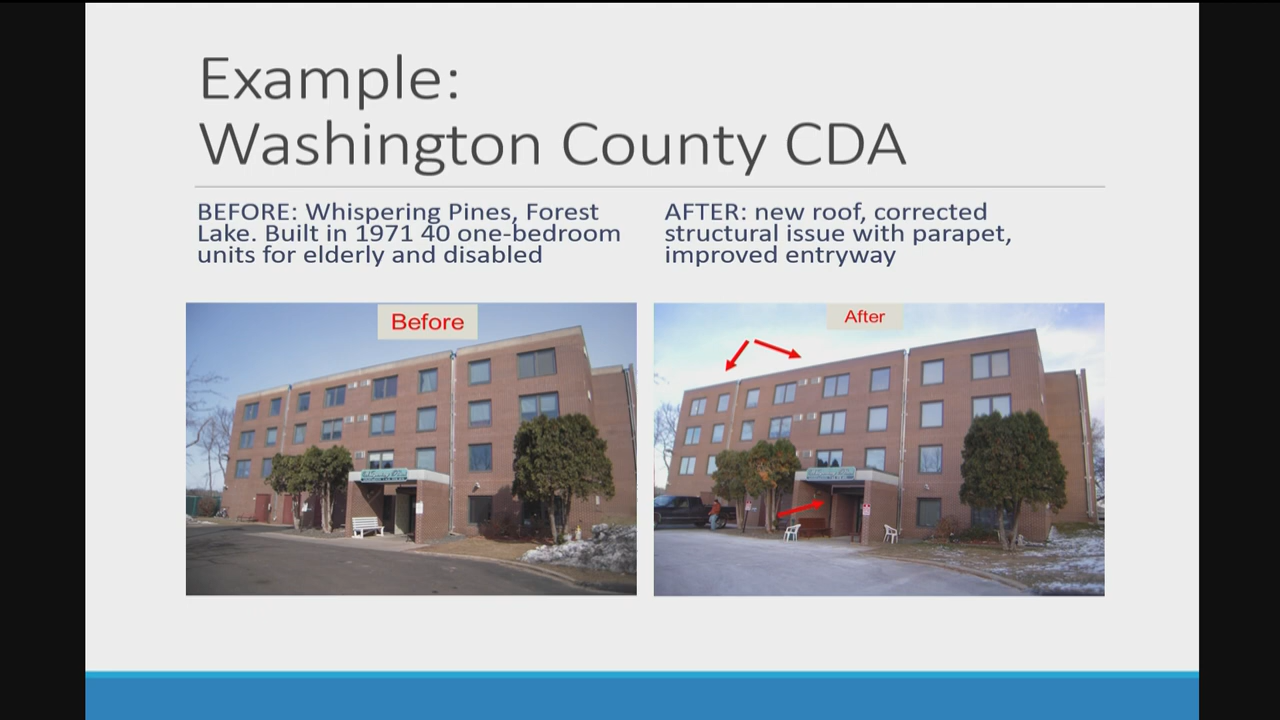 Example:
Washington County CDA
BEFORE: Whispering Pines, Forest
Lake. Built in 1971 40 one-bedroom
units for elderly and disabled
AFTER: new roof, corrected
structural issue with parapet,
improved entryway
Before
After